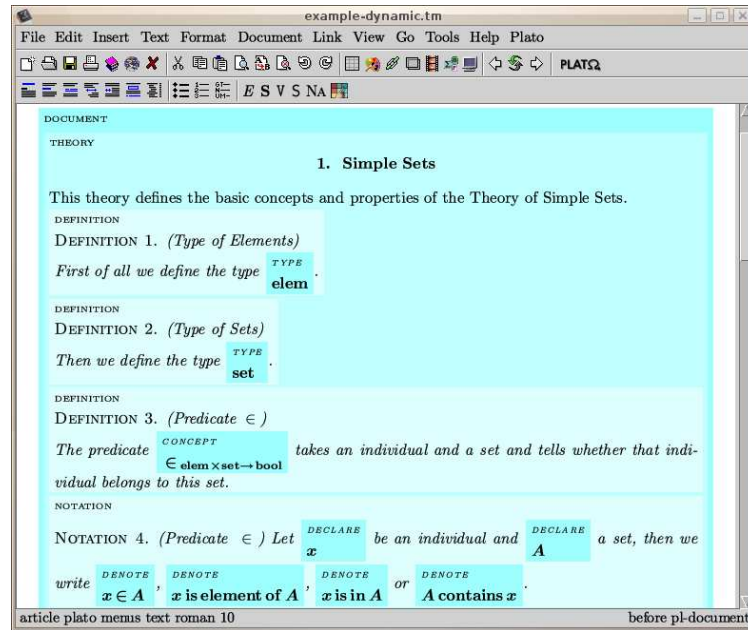 example-dynamic.tm
File Edit Insert Text Format Document Link View Go Tools Help Plato
PLATΩ
E S V S NA
DOCUMENT
THEORY
1. Simple Sets
This theory defines the basic concepts and properties of the Theory of Simple Sets.
DEFINITION
DEFINITION 1. (Type of Elements)
TYPE
First of all we define the type elem .
DEFINITION
DEFINITION 2. (Type of Sets)
TYPE
Then we define the type set .
DEFINITION
DEFINITION 3. (Predicate ∈ )
CONCEPT
The predicate ∈ elem×set→bool takes an individual and a set and tells whether that indi-
vidual belongs to this set.
NOTATION
DECLARE DECLARE
NOTATION 4. (Predicate ∈ ) Let x be an individual and A a set, then we
DENOTE DENOTE DENOTE DENOTE
write x ∈ A , x is element of A , x is in A or A contains x .
article plato menus text roman 10 before pl-document